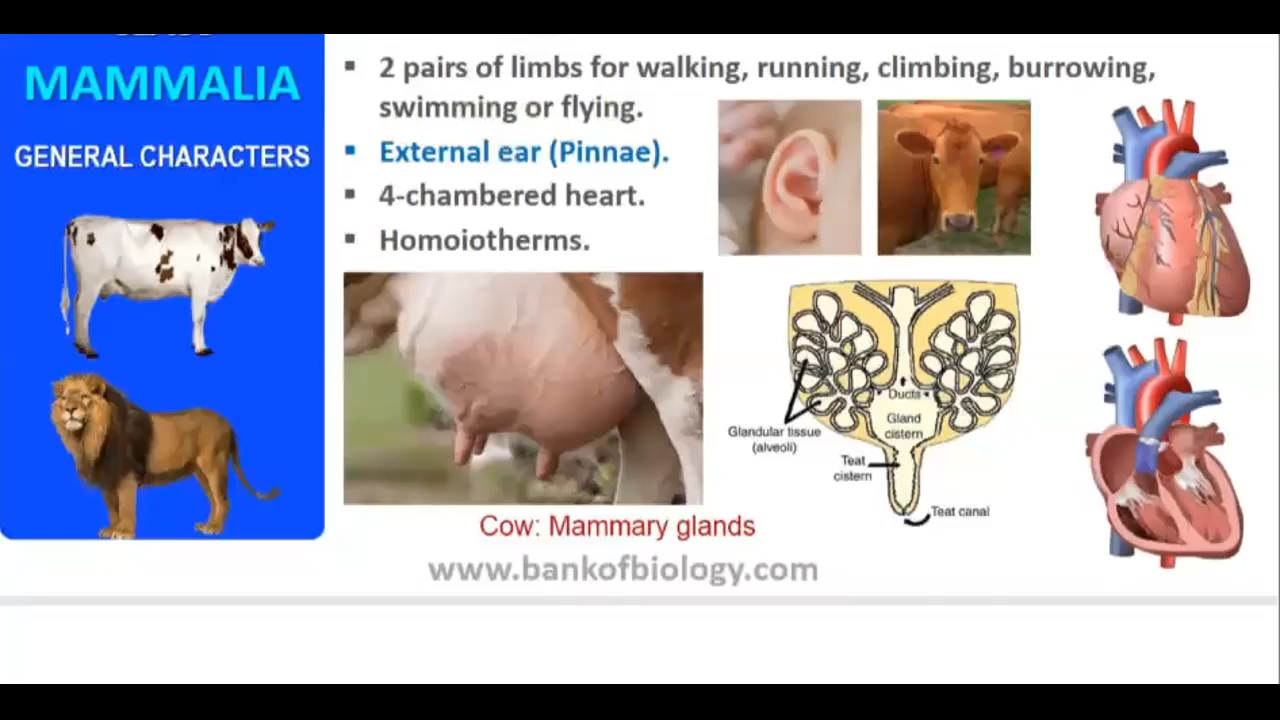 MAMMALIA
GENERAL CHARACTERS
▪ 2 pairs of limbs for walking, running, climbing, burrowing,
swimming or flying.
▪ External ear (Pinnae).
▪ 4-chambered heart.
▪ Homoiotherms.
Ducts
Gland
cistern
Glandular tissue
(alveoli)
Teat
cistern
Teat canal
Cow: Mammary glands
www.bankofbiology.com